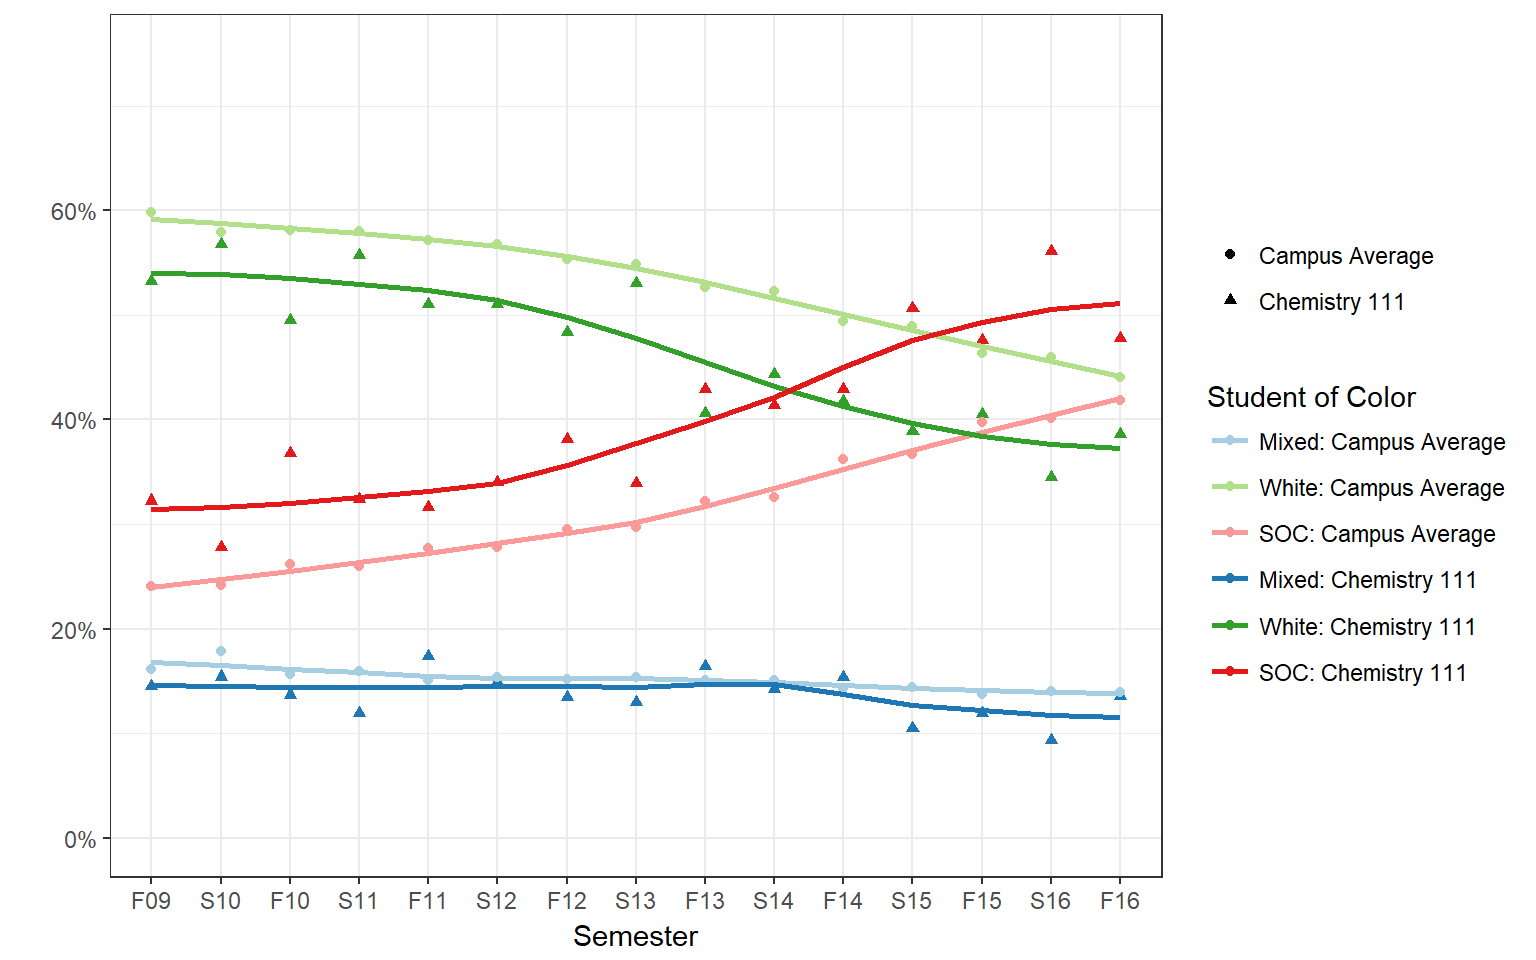 60%
40%
20%
0%
F09 S10 F10 S11 F11 S12 F12 S13 F13 S14 F14 S15 F15 S16 F16
Semester
Campus Average
Chemistry 111
Student of Color
Mixed: Campus Average
White: Campus Average
SOC: Campus Average
Mixed: Chemistry 111
White: Chemistry 111
SOC: Chemistry 111